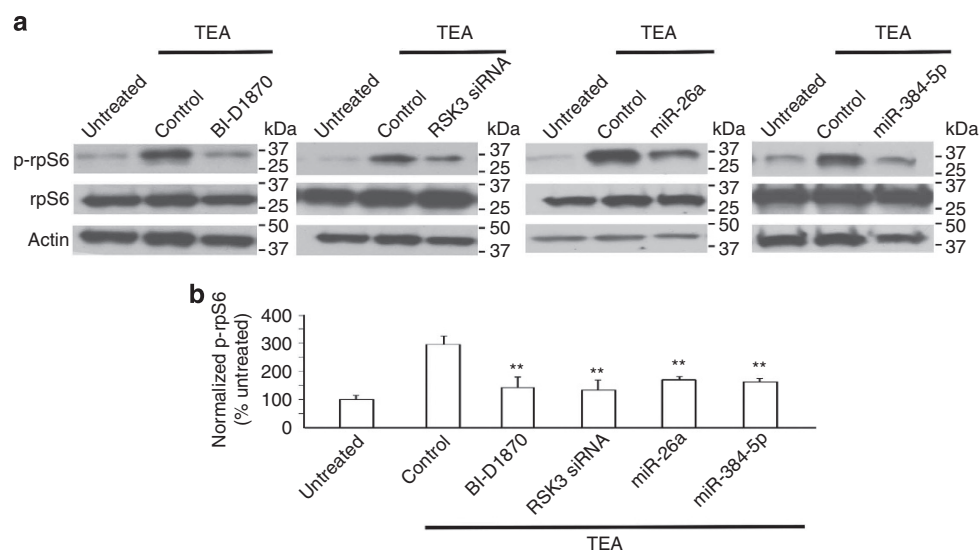 a
TEA TEA TEA TEA
Untreated Control BI-D1870 kDa Untreated Control RSK3 siRNA kDa Untreated Control miR-26a kDa Untreated Control miR-384-5p kDa
p-rpS6 37 25 37 25 37 25 37 25
rpS6 37 25 37 25 37 25 37 25
Actin 50 37 50 37 50 37 50 37
b
Normalized p-rpS6
(% untreated)
400
300
200
100
0
** ** ** **
Untreated Control BI-D1870 RSK3 siRNA miR-26a miR-384-5p
TEA